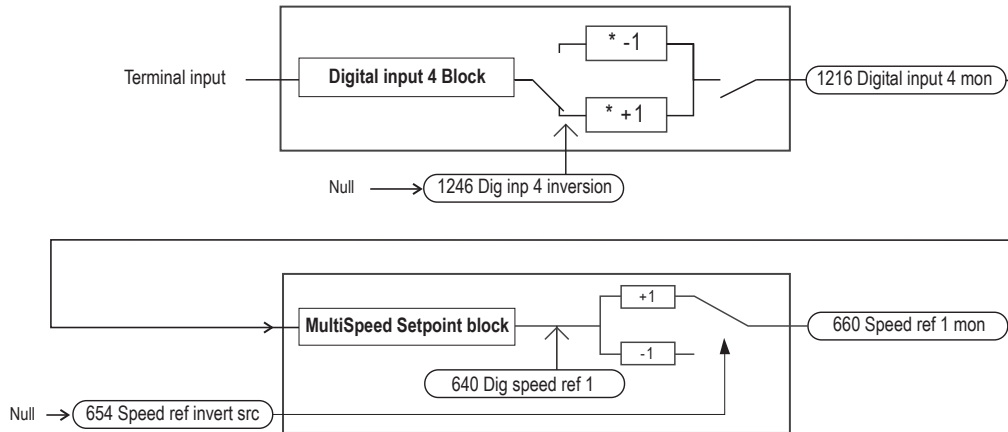 * -1
Terminal input
Digital input 4 Block
1216 Digital input 4 mon
* +1
Null
1246 Dig inp 4 inversion
+1
MultiSpeed Setpoint block
660 Speed ref 1 mon
-1
640 Dig speed ref 1
Null
654 Speed ref invert src